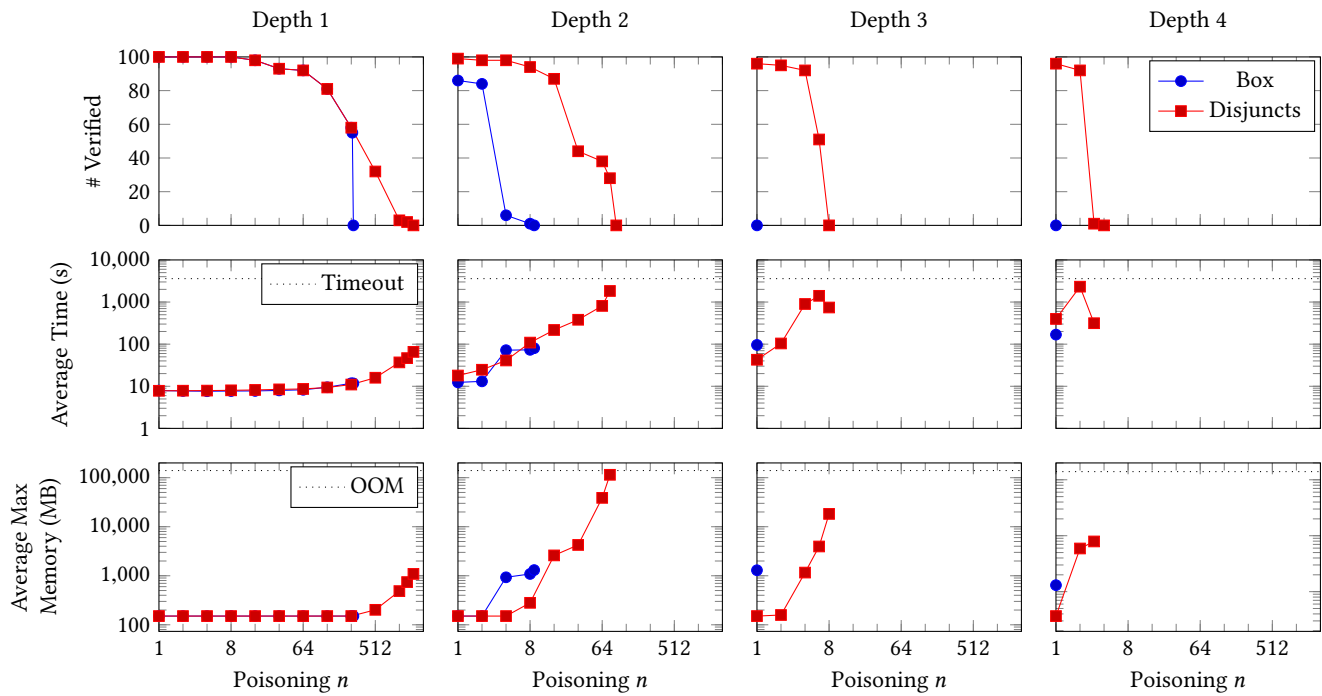 Depth 1 Depth 2 Depth 3 Depth 4
# Verified
100
80
60
40
20
0
Box
Disjuncts
Average Time (s)
10,000
1,000
100
10
1
Timeout
Average Max
Memory (MB)
100,000
10,000
1,000
100
OOM
1 8 64 512 1 8 64 512 1 8 64 512 1 8 64 512
Poisoning n Poisoning n Poisoning n Poisoning n